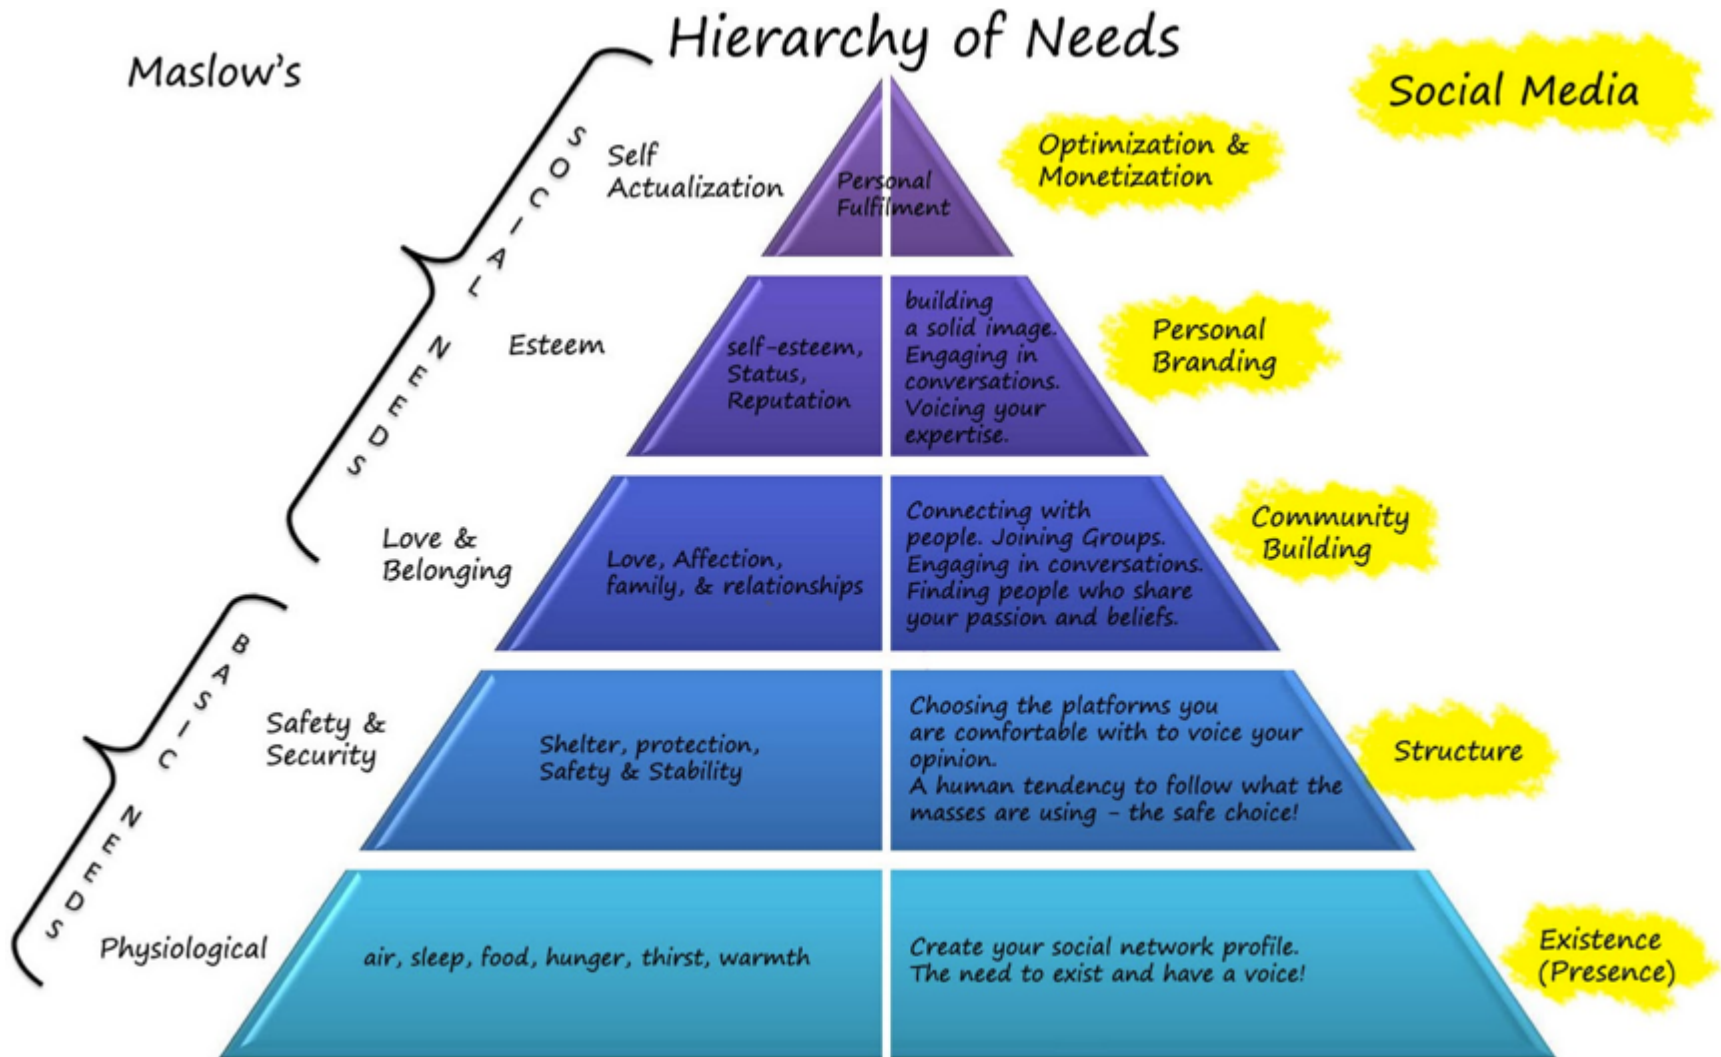 Hierarchy of Needs
Maslow's
Social Media
SOCIAL NEEDS
Self
Actualization
Personal
Fulfilment
Optimization &
Monetization
Esteem
self-esteem,
Status,
Reputation
building
a solid image.
Engaging in
conversations.
Voicing your
expertise.
Personal
Branding
Love &
Belonging
Love, Affection,
family, & relationships
Connecting with
people. Joining Groups.
Engaging in conversations.
Finding people who share
your passion and beliefs.
Community
Building
BASIC NEEDS
Safety &
Security
Shelter, protection,
Safety & Stability
Choosing the platforms you
are comfortable with to voice your
opinion.
A human tendency to follow what the
masses are using - the safe choice!
Structure
Physiological
air, sleep, food, hunger, thirst, warmth
Create your social network profile.
The need to exist and have a voice!
Existence
(Presence)